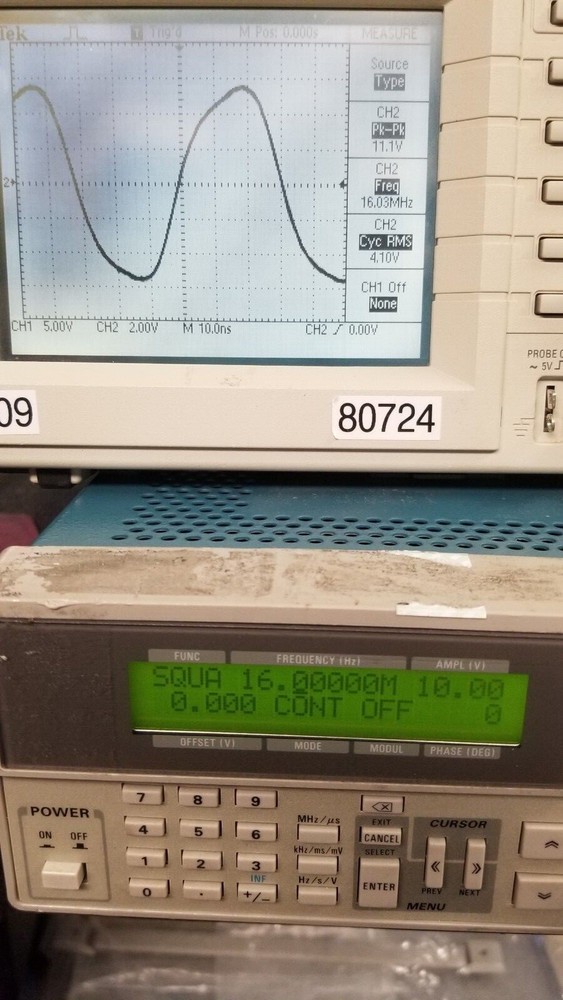 Tek
T Trig'd
M Pos: 0.000s
MEASURE
Source
Type
CH2
Pk-Pk
11.1V
CH2
Freq
16.03MHz
CH2
Cyc RMS
4.10V
CH1 Off
None
2
CH1 5.00V CH2 2.00V M 10.0ns CH2 / 0.00V
PROBE
~ 5V
09
80724
FUNC FREQUENCY (Hz) AMPL (V)
SQUA 16.00000M 10.00
0.000 CONT OFF 0
OFFSET (V) MODE MODUL PHASE (DEG)
POWER
ON OFF
7 8 9
4 5 6
1 2 3
INF
0 . +/-
MHz/µs
kHz/ms/mV
Hz/s/V
EXIT
CANCEL
SELECT
ENTER
CURSOR
PREV NEXT
MENU